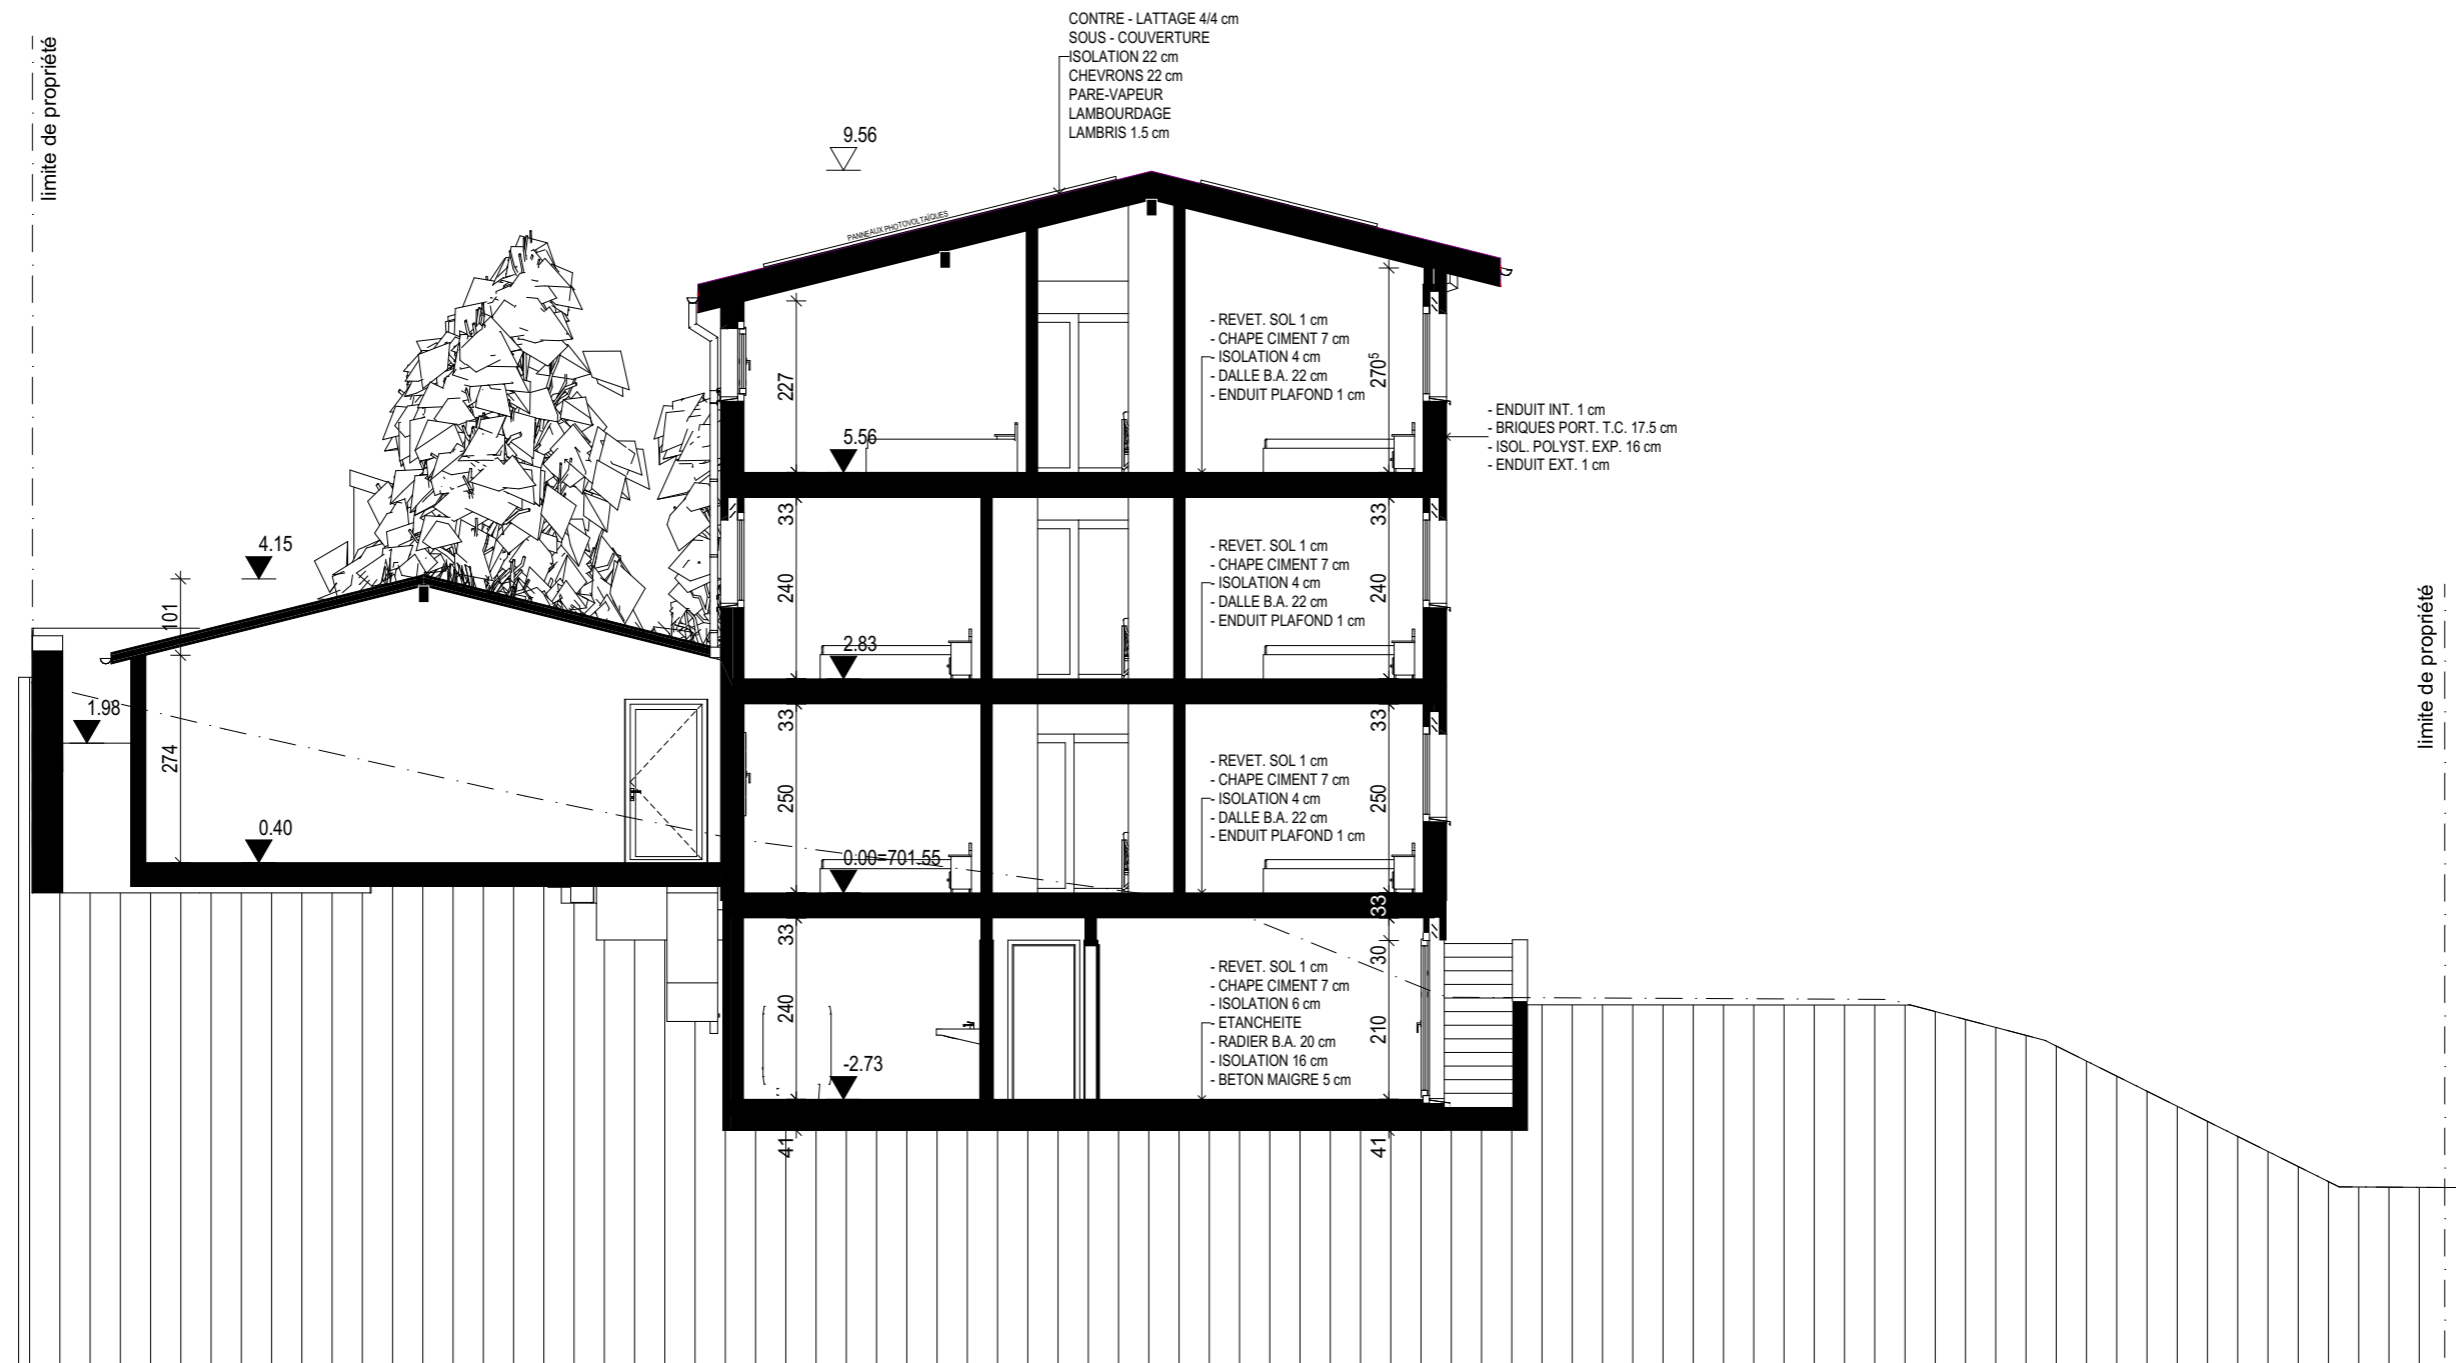 CONTRE - LATTAGE 4/4 cm
SOUS - COUVERTURE
ISOLATION 22 cm
CHEVRONS 22 cm
PARE-VAPEUR
LAMBOURDAGE
LAMBRIS 1.5 cm
limite de propriété
9.56
PANNEAUX PHOTOVOLTAÏQUES
- REVET. SOL 1 cm
- CHAPE CIMENT 7 cm
- ISOLATION 4 cm
- DALLE B.A. 22 cm
- ENDUIT PLAFOND 1 cm
227
270⁵
- ENDUIT INT. 1 cm
- BRIQUES PORT. T.C. 17.5 cm
- ISOL. POLYST. EXP. 16 cm
- ENDUIT EXT. 1 cm
5.56
33
33
4.15
- REVET. SOL 1 cm
- CHAPE CIMENT 7 cm
- ISOLATION 4 cm
- DALLE B.A. 22 cm
- ENDUIT PLAFOND 1 cm
240
240
101
2.83
limite de propriété
1.98
33
33
274
- REVET. SOL 1 cm
- CHAPE CIMENT 7 cm
- ISOLATION 4 cm
- DALLE B.A. 22 cm
- ENDUIT PLAFOND 1 cm
250
250
0.40
0.00=701.55
33
33
30
- REVET. SOL 1 cm
- CHAPE CIMENT 7 cm
- ISOLATION 6 cm
- ETANCHEITE
- RADIER B.A. 20 cm
- ISOLATION 16 cm
- BETON MAIGRE 5 cm
240
210
-2.73
41
41